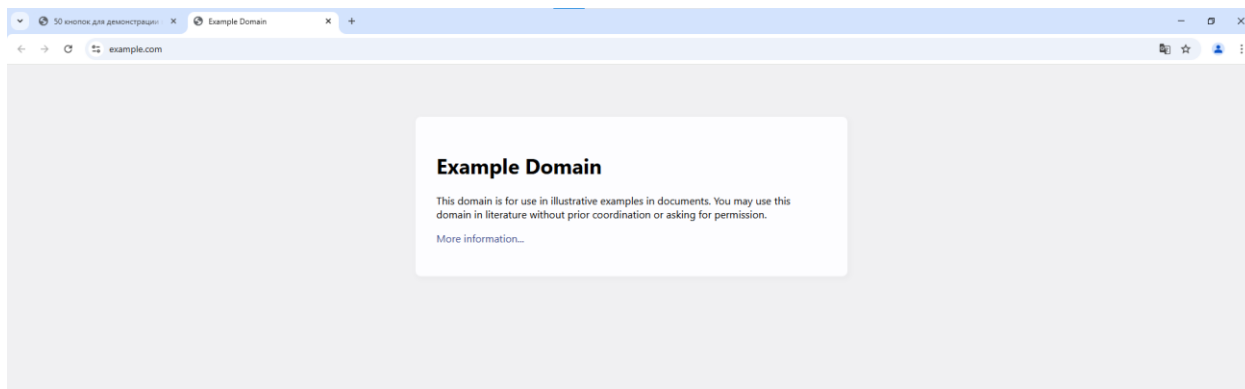 50 кнопок для демонстрации
Example Domain
example.com
Example Domain
This domain is for use in illustrative examples in documents. You may use this
domain in literature without prior coordination or asking for permission.
More information...